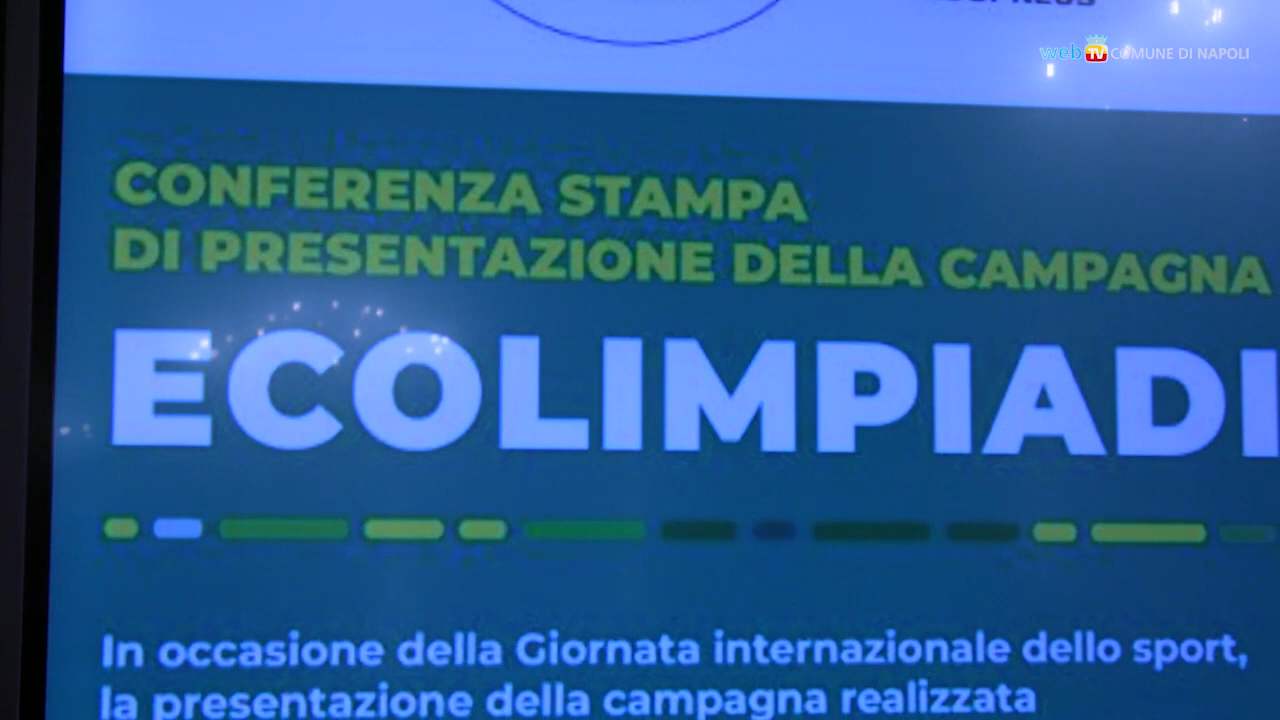 web TV COMUNE DI NAPOLI
CONFERENZA STAMPA
DI PRESENTAZIONE DELLA CAMPAGNA
ECOLIMPIADI
In occasione della Giornata internazionale dello sport,
la presentazione della campagna realizzata